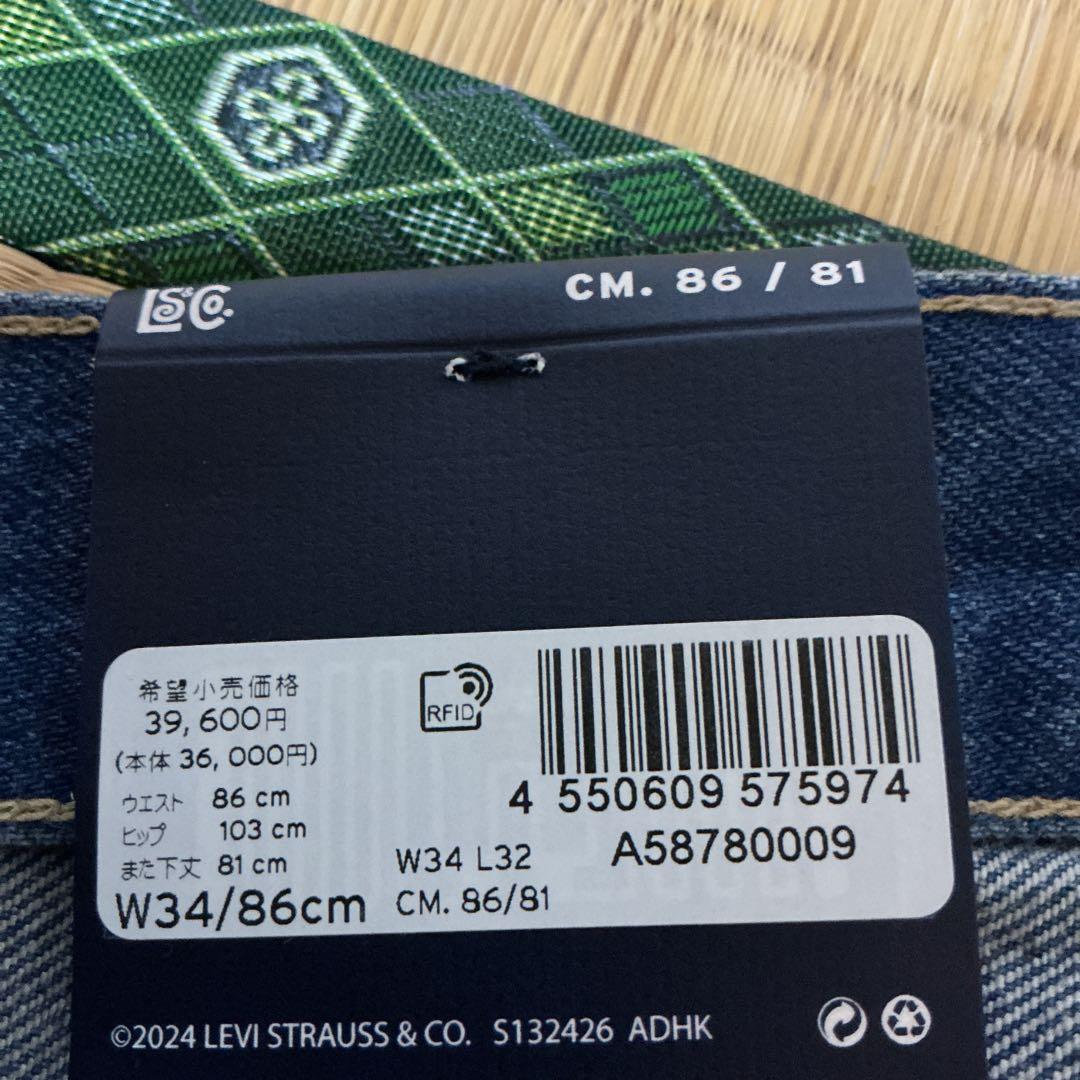 LS&Co.
CM. 86 / 81
希望小売価格
39,600円
(本体 36,000円)
ウエスト 86 cm
ヒップ 103 cm
また下丈 81 cm
W34/86cm
RFID
W34 L32
CM. 86/81
4 550609 575974
A58780009
©2024 LEVI STRAUSS & CO. S132426 ADHK